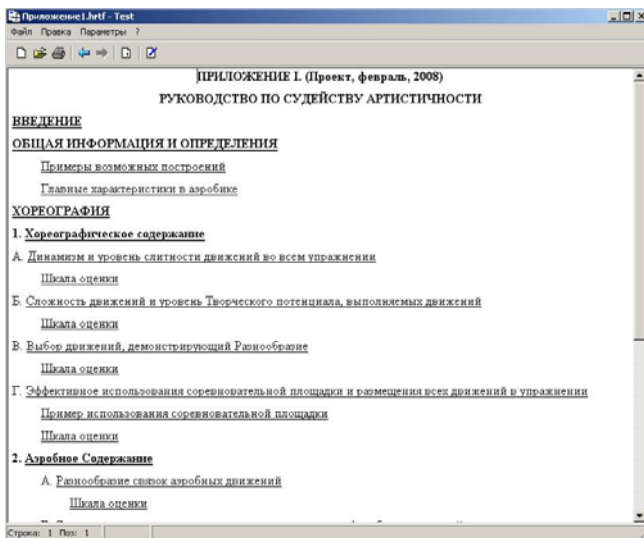 Приложение1.hrtf - Test
Файл Правка Параметры ?
ПРИЛОЖЕНИЕ I. (Проект, февраль, 2008)
РУКОВОДСТВО ПО СУДЕЙСТВУ АРТИСТИЧНОСТИ
ВВЕДЕНИЕ
ОБЩАЯ ИНФОРМАЦИЯ И ОПРЕДЕЛЕНИЯ
Примеры возможных построений
Главные характеристики в аэробике
ХОРЕОГРАФИЯ
1. Хореографическое содержание
А. Динамизм и уровень слитности движений во всем упражнении
Шкала оценки
Б. Сложность движений и уровень Творческого потенциала, выполняемых движений
Шкала оценки
В. Выбор движений, демонстрирующий Разнообразие
Шкала оценки
Г. Эффективное использования соревновательной площадки и размещения всех движений в упражнении
Пример использования соревновательной площадки
Шкала оценки
2. Аэробное Содержание
А. Разнообразие связок аэробных движений
Шкала оценки
Строка: 1 Поз: 1